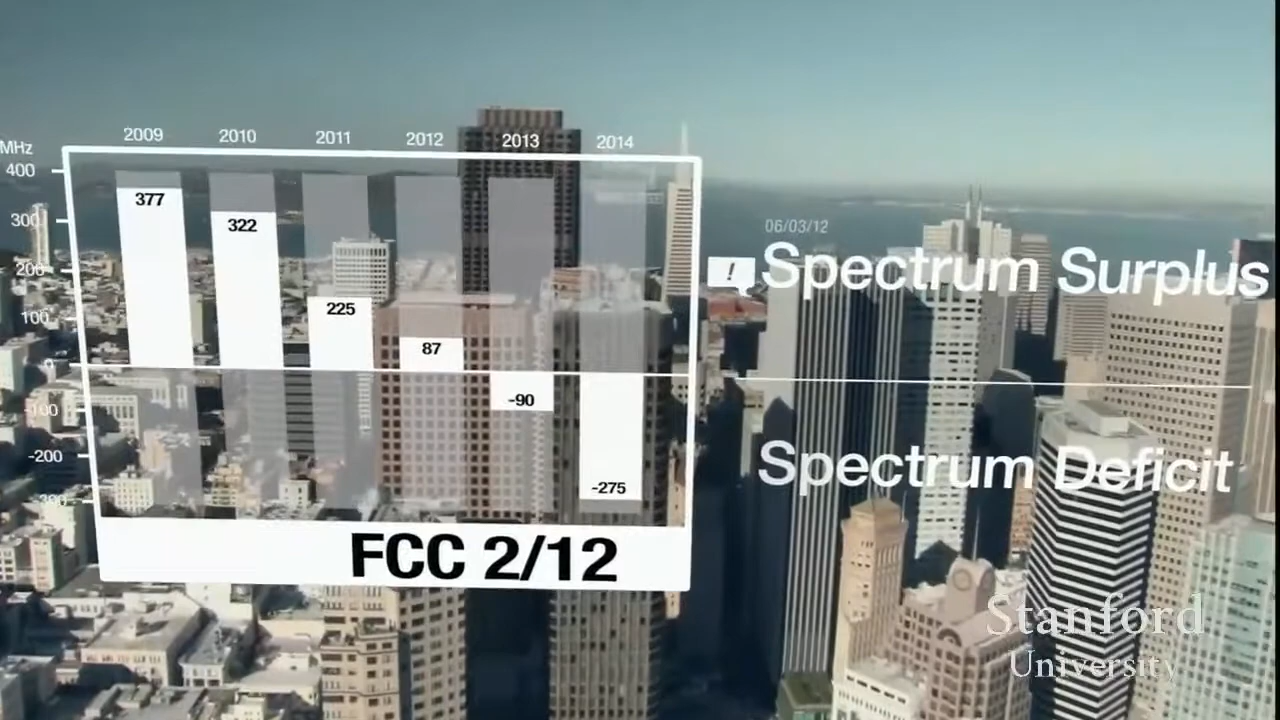 2009 2010 2011 2012 2013 2014
MHz
400
300
200
100
0
-100
-200
-300
377
322
225
87
-90
-275
FCC 2/12
06/03/12
! Spectrum Surplus
Spectrum Deficit
Stanford
University